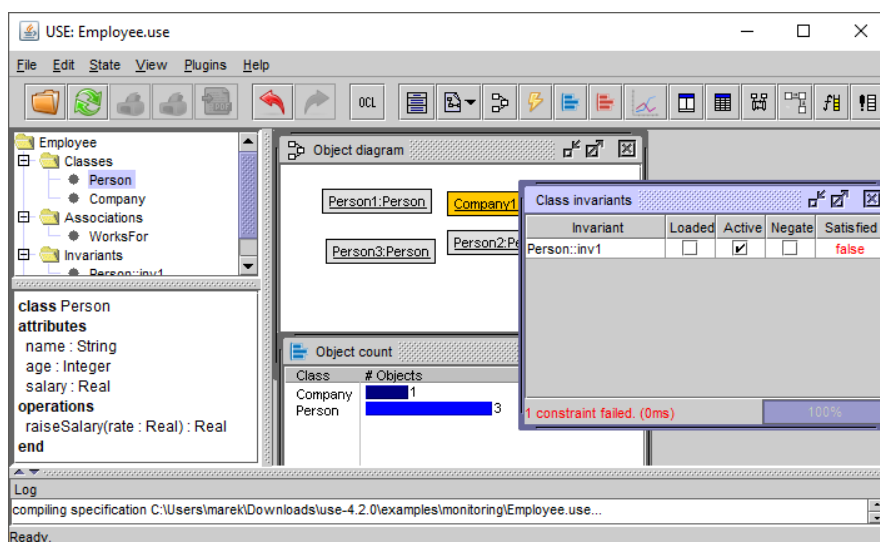 USE: Employee.use
File Edit State View Plugins Help
OCL
Employee
Classes
Person
Company
Associations
WorksFor
Invariants
Person::inv1
class Person
attributes
name : String
age : Integer
salary : Real
operations
raiseSalary(rate : Real) : Real
end
Object diagram
Person1:Person
Company1
Person3:Person
Object count
Class # Objects
Company 1
Person 3
Class invariants
Invariant Loaded Active Negate Satisfied
Person::inv1 false
1 constraint failed. (0ms) 100%
Log
compiling specification C:\Users\marek\Downloads\use-4.2.0\examples\monitoring\Employee.use...
Ready.